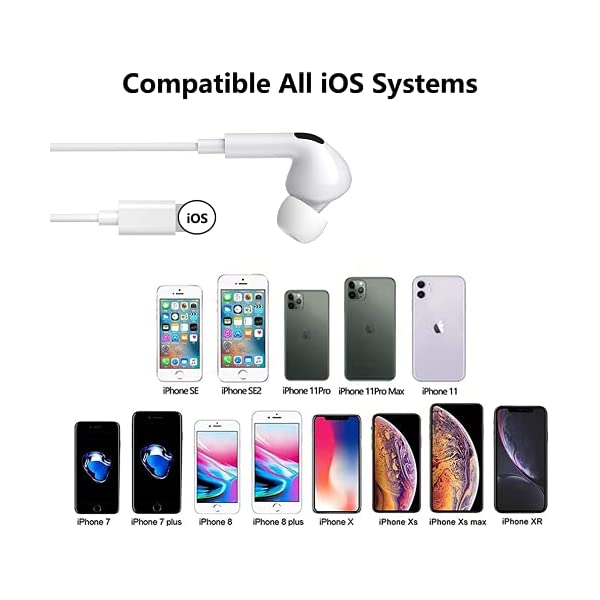 Compatible All iOS Systems
iOS
iPhone SE iPhone SE2 iPhone 11Pro iPhone 11Pro Max iPhone 11
iPhone 7 iPhone 7 plus iPhone 8 iPhone 8 plus iPhone X iPhone Xs iPhone Xs max iPhone XR